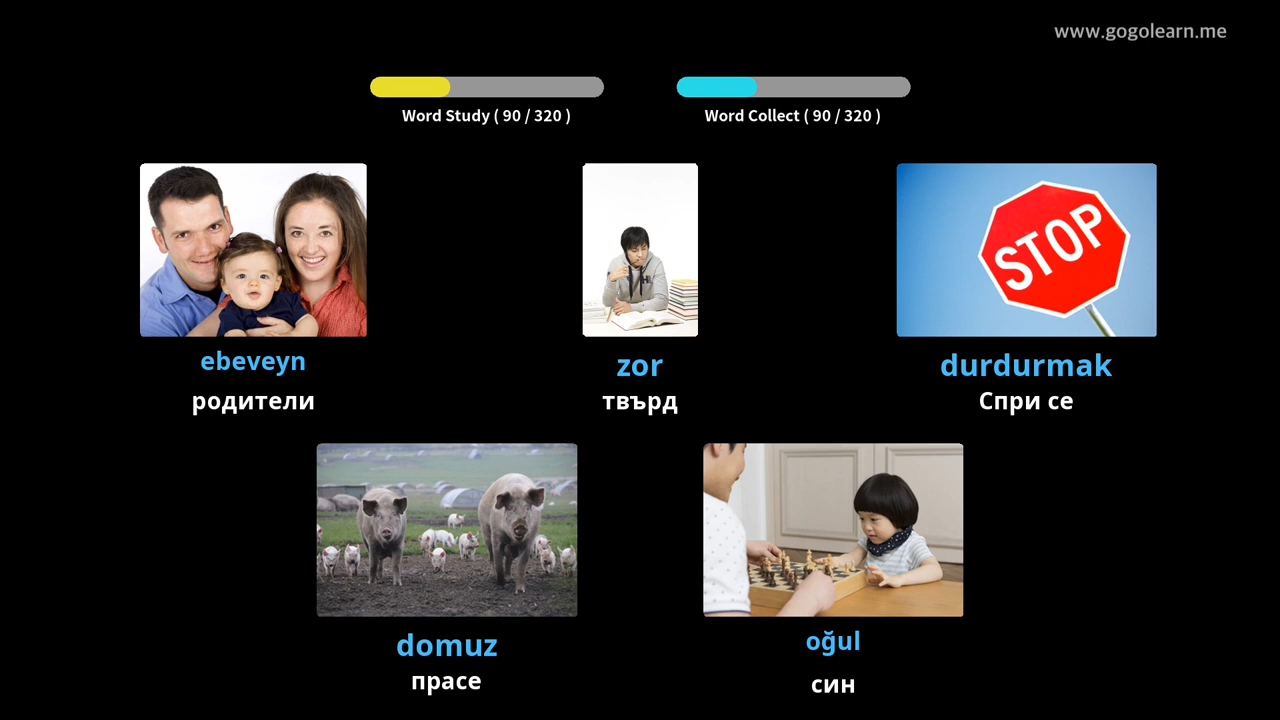 www.gogolearn.me
Word Study ( 90 / 320 )
Word Collect ( 90 / 320 )
STOP
ebeveyn
родители
zor
твърд
durdurmak
Спри се
domuz
прасе
oğul
син